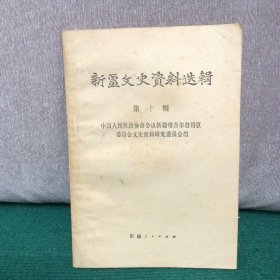 新疆文史资料选辑
第十辑
中国人民政治协商会议新疆维吾尔自治区
委员会文史资料研究委员会编
新疆人民出版社